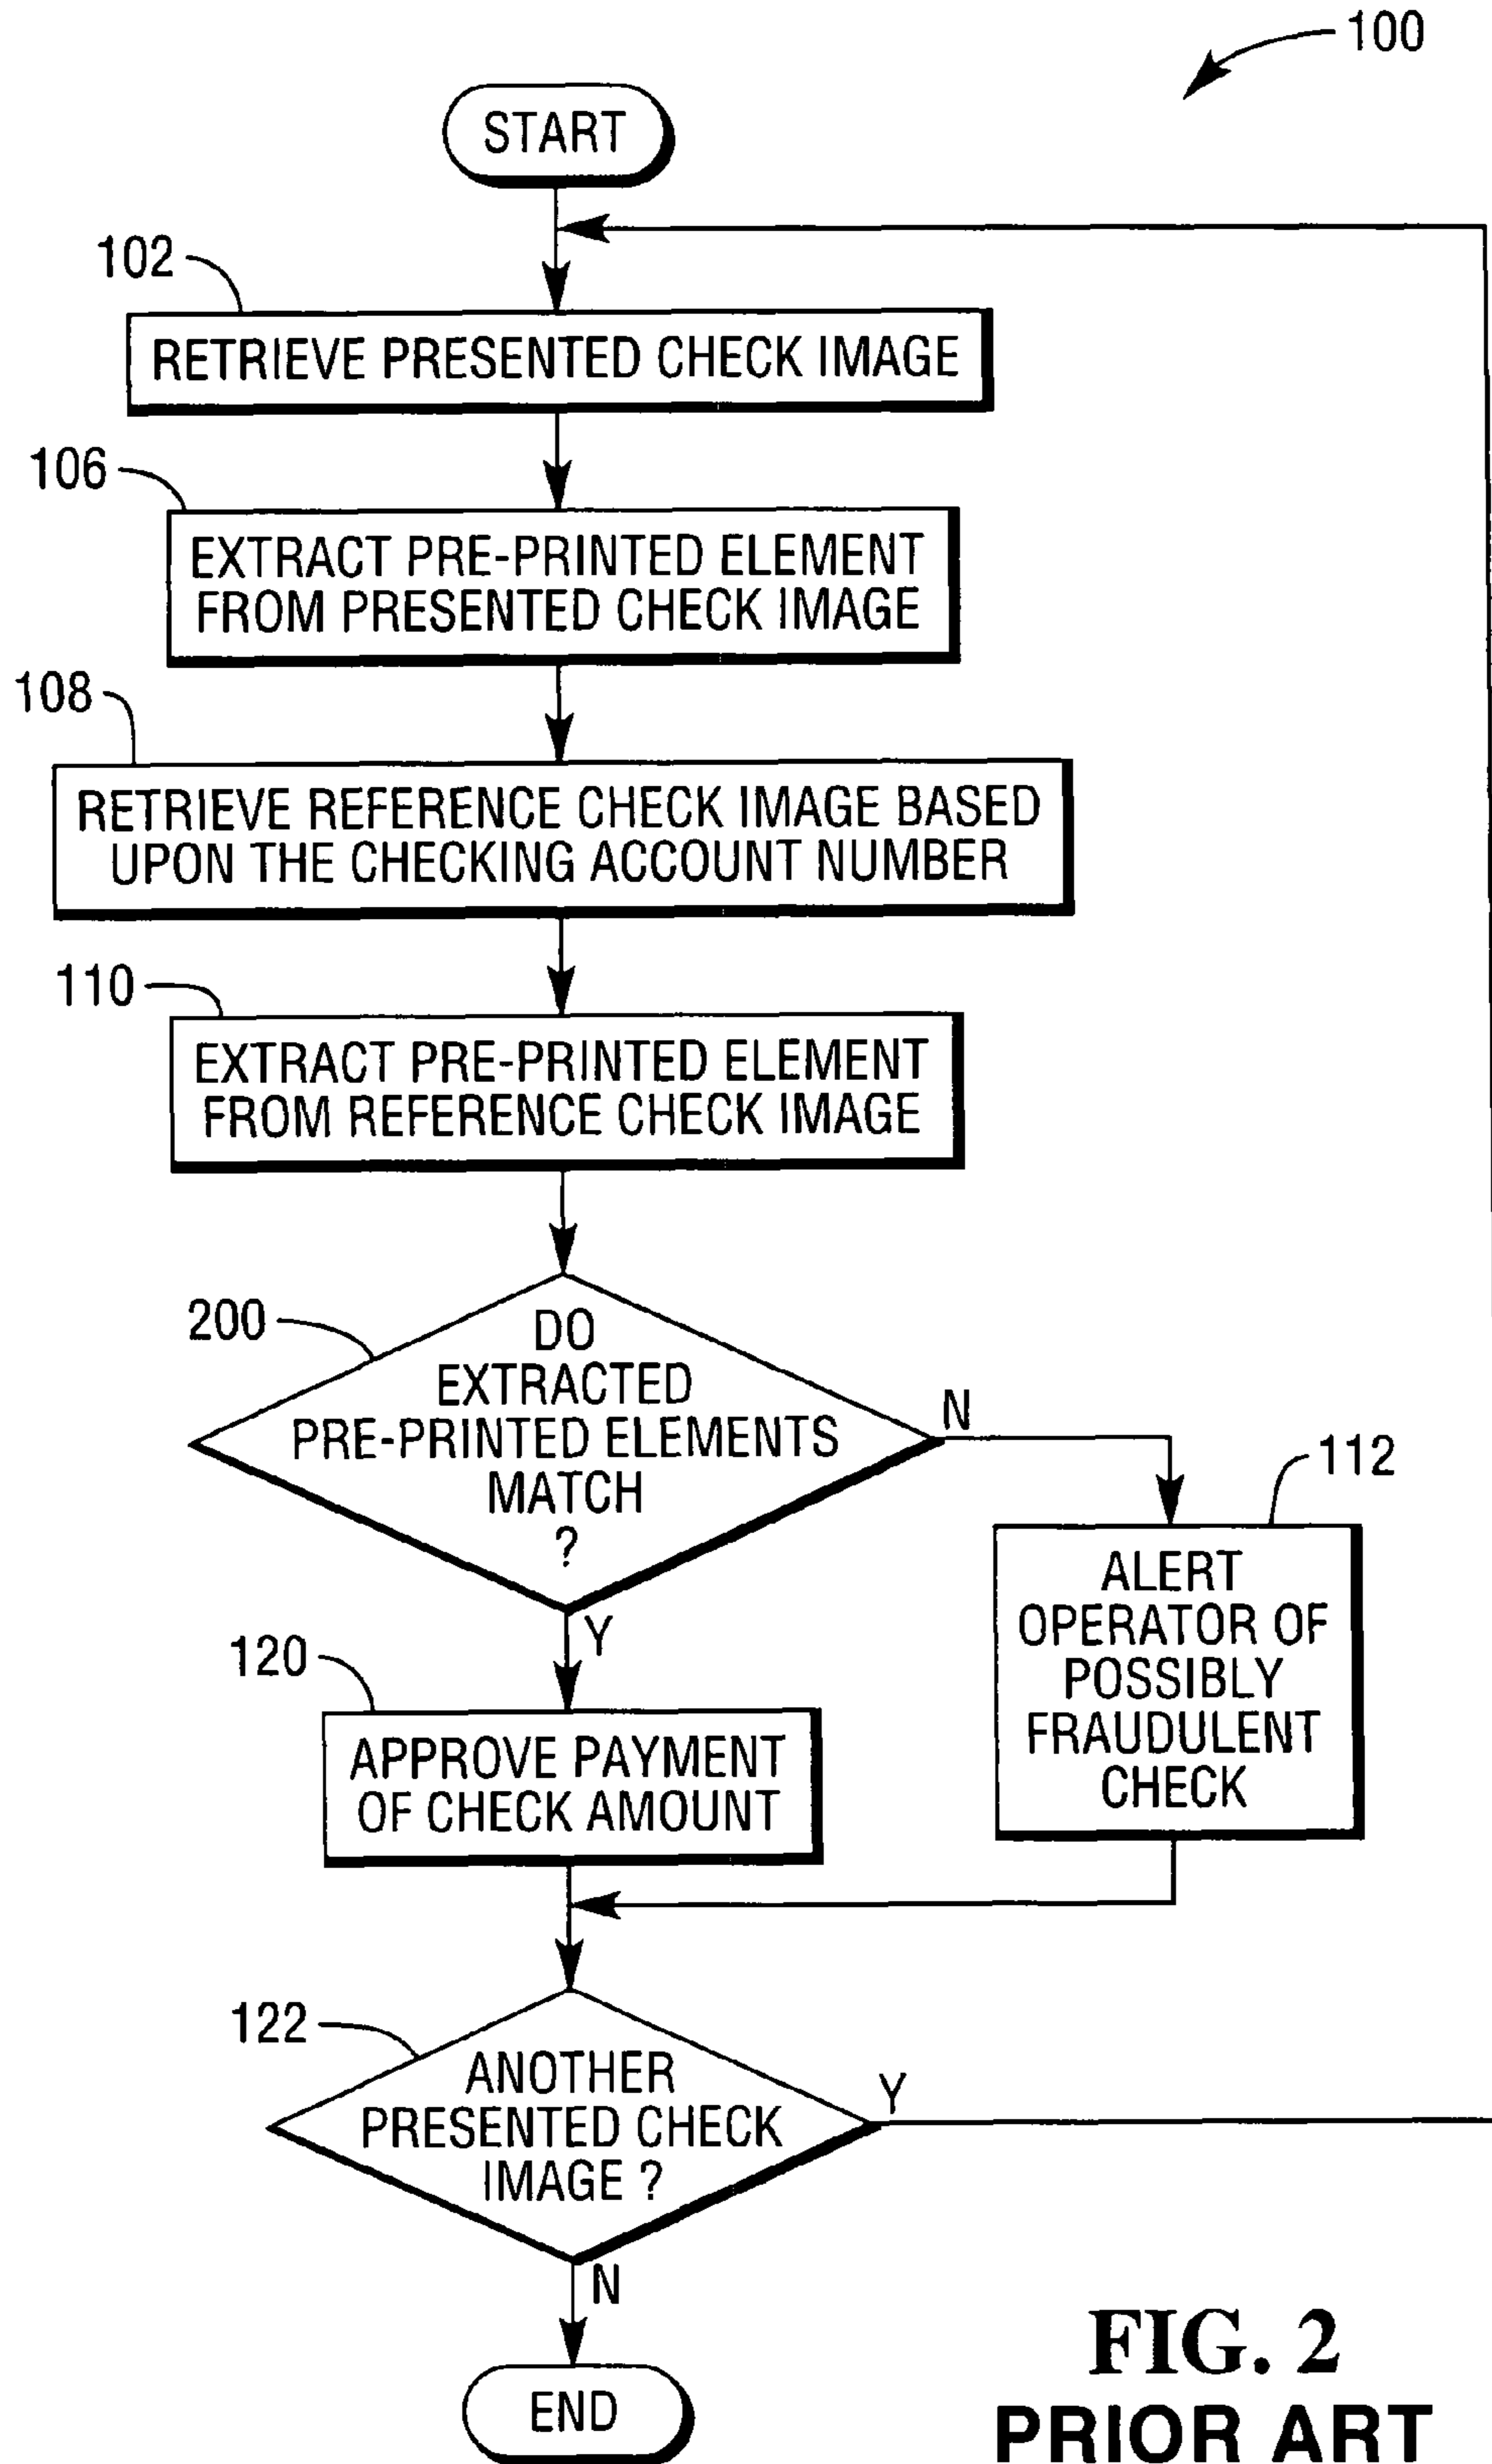 100
START
102
RETRIEVE PRESENTED CHECK IMAGE
106
EXTRACT PRE-PRINTED ELEMENT
FROM PRESENTED CHECK IMAGE
108
RETRIEVE REFERENCE CHECK IMAGE BASED
UPON THE CHECKING ACCOUNT NUMBER
110
EXTRACT PRE-PRINTED ELEMENT
FROM REFERENCE CHECK IMAGE
200
DO
EXTRACTED
PRE-PRINTED ELEMENTS
MATCH
?
N
112
ALERT
OPERATOR OF
POSSIBLY
FRAUDULENT
CHECK
Y
120
APPROVE PAYMENT
OF CHECK AMOUNT
122
ANOTHER
PRESENTED CHECK
IMAGE ?
Y
N
END
FIG. 2
PRIOR ART